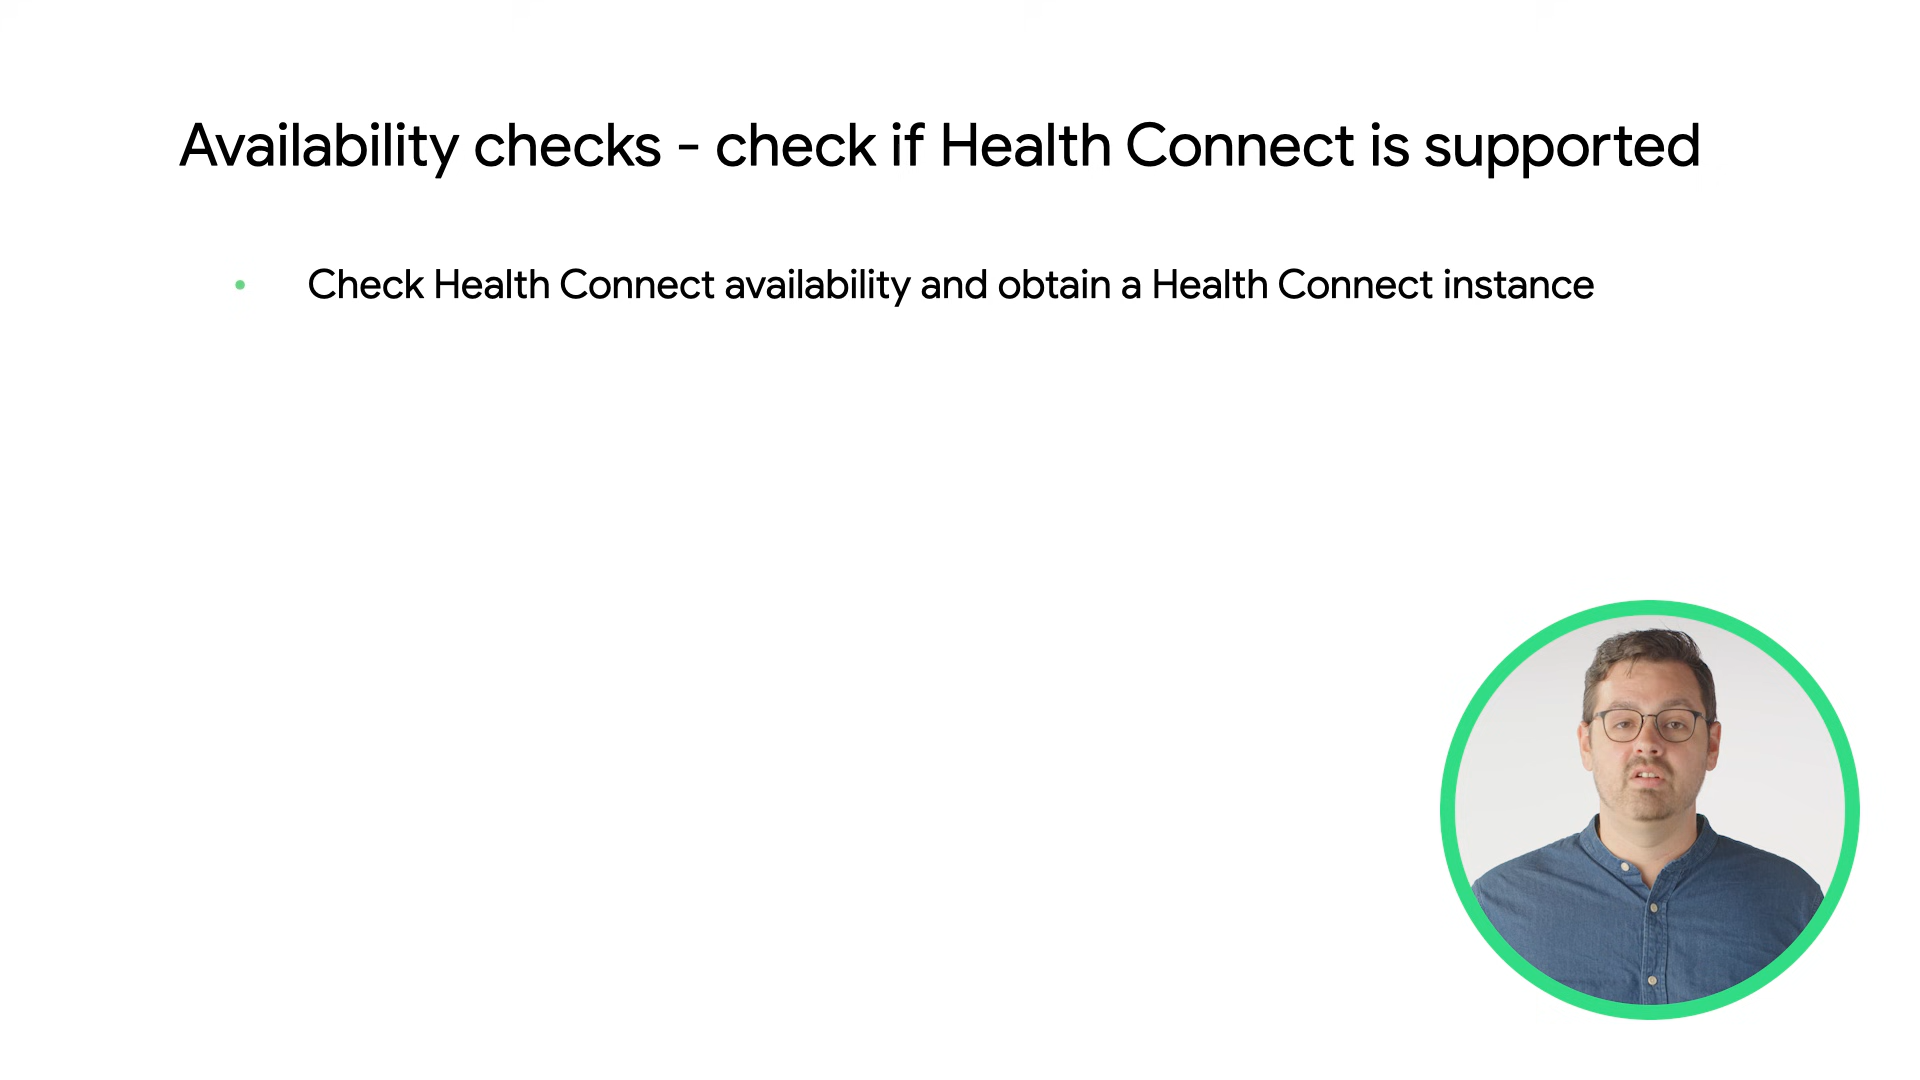 Availability checks - check if Health Connect is supported
Check Health Connect availability and obtain a Health Connect instance